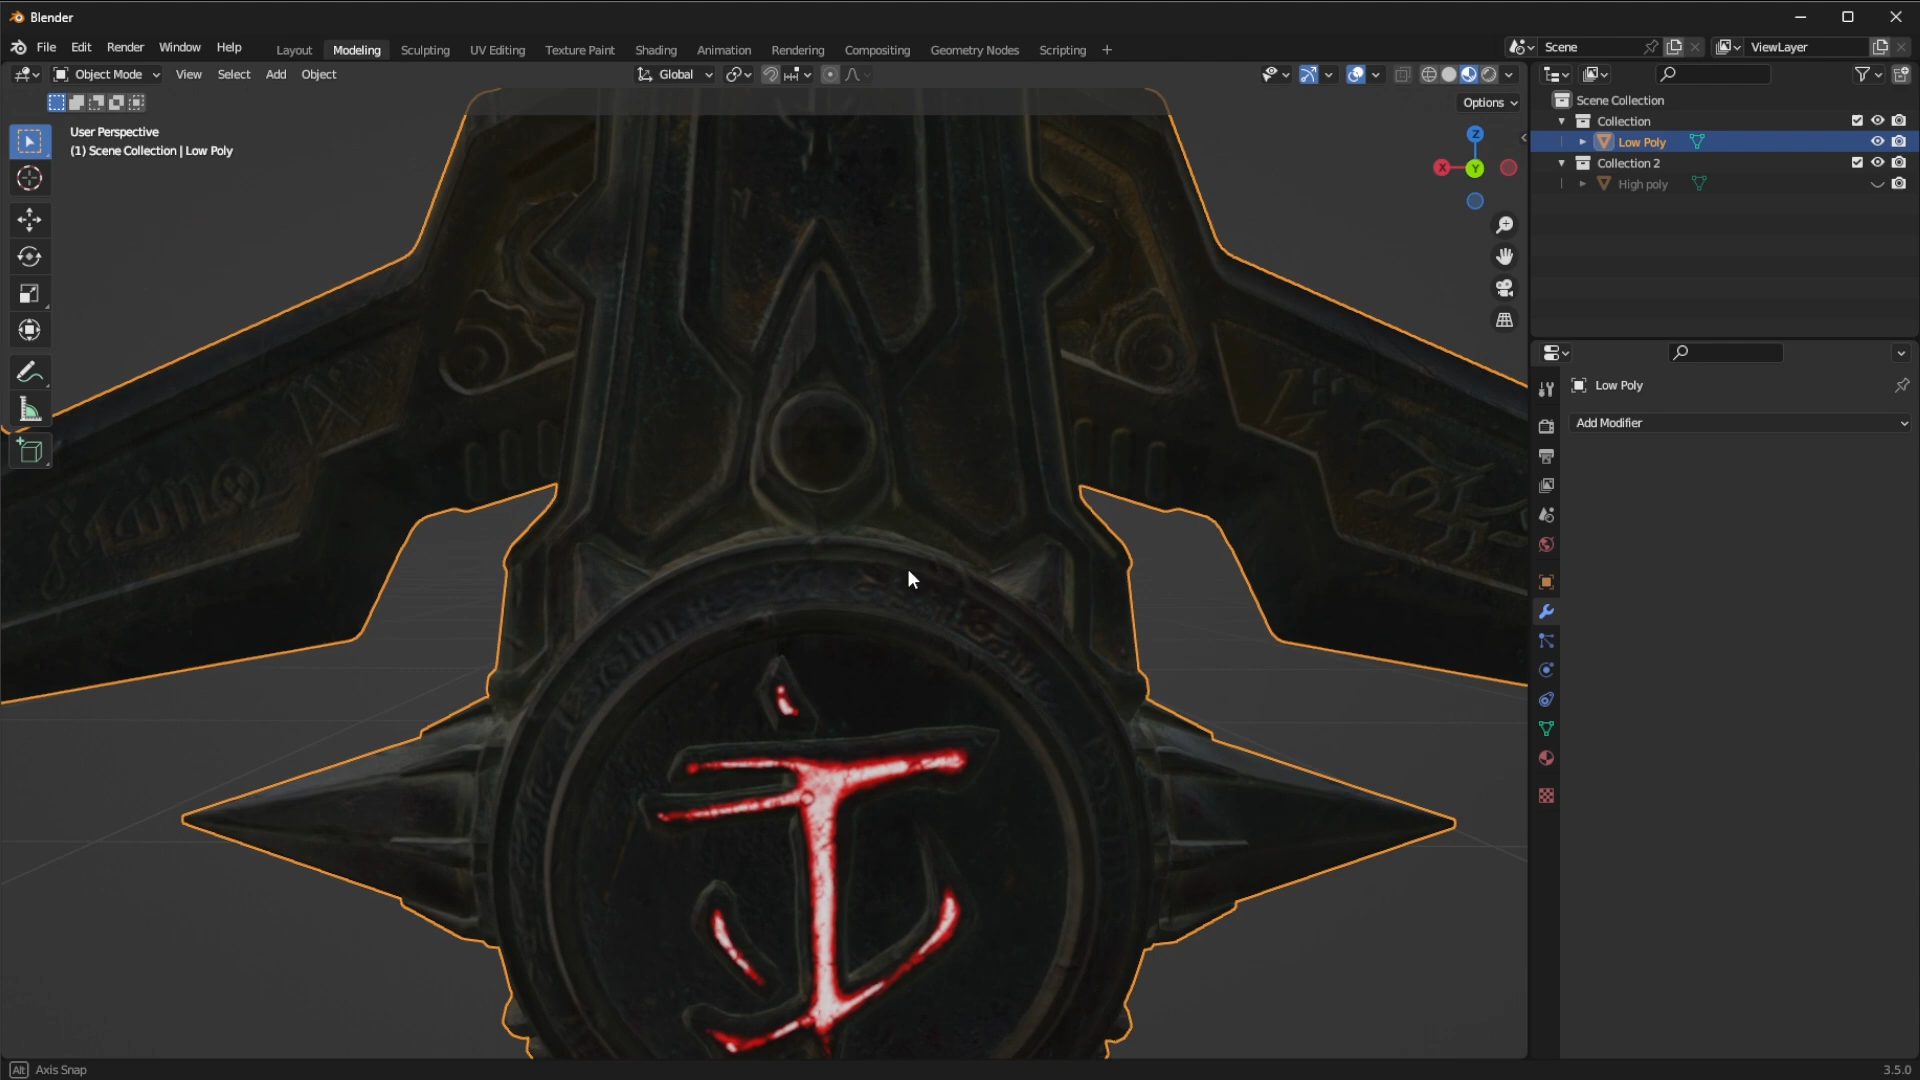 Blender
File Edit Render Window Help Layout Modeling Sculpting UV Editing Texture Paint Shading Animation Rendering Compositing Geometry Nodes Scripting + Scene ViewLayer
Object Mode View Select Add Object Global
Options
User Perspective
(1) Scene Collection | Low Poly
Z
X Y
Scene Collection
Collection
Low Poly
Collection 2
High poly
Low Poly
Add Modifier
Alt Axis Snap
3.5.0